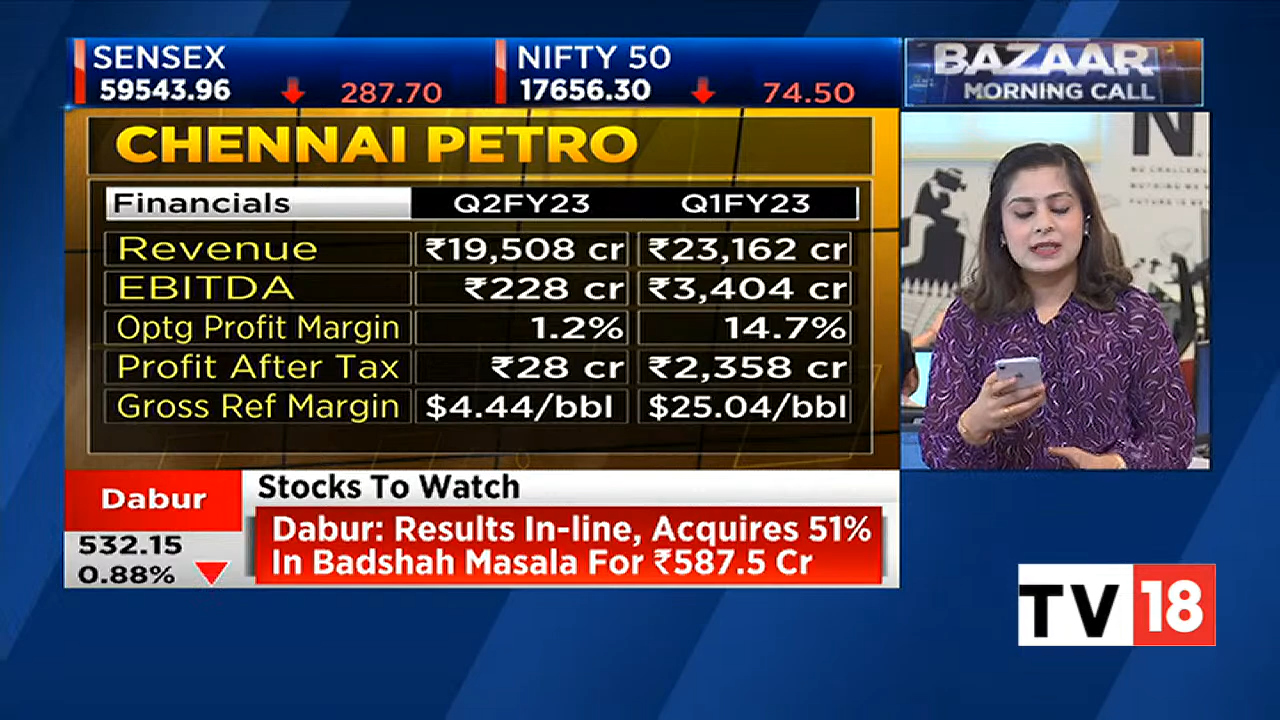 SENSEX
59543.96 287.70
NIFTY 50
17656.30 74.50
BAZAAR
MORNING CALL
CHENNAI PETRO
Financials Q2FY23 Q1FY23
Revenue ₹19,508 cr ₹23,162 cr
EBITDA ₹228 cr ₹3,404 cr
Optg Profit Margin 1.2% 14.7%
Profit After Tax ₹28 cr ₹2,358 cr
Gross Ref Margin $4.44/bbl $25.04/bbl
Dabur
532.15
0.88%
Stocks To Watch
Dabur: Results In-line, Acquires 51%
In Badshah Masala For ₹587.5 Cr
TV18